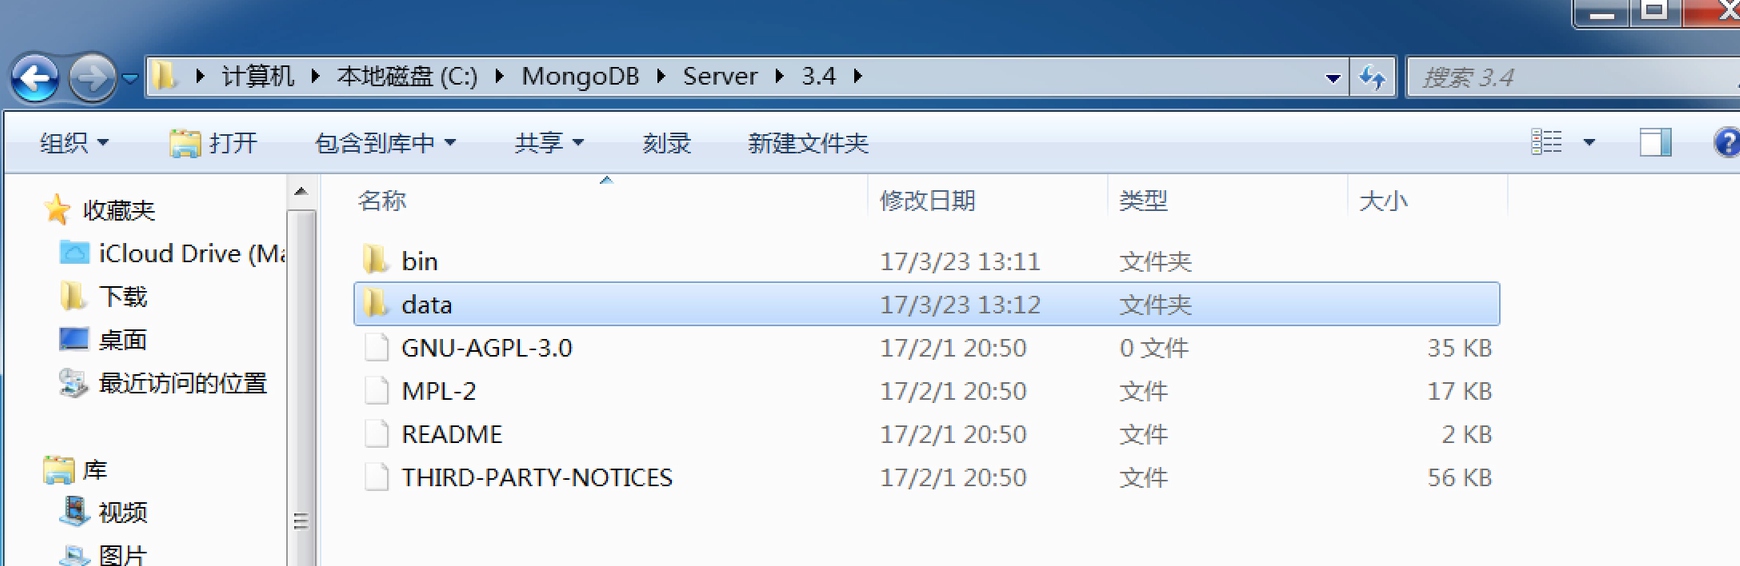 计算机 本地磁盘 (C:) MongoDB Server 3.4
搜索 3.4
组织 打开 包含到库中 共享 刻录 新建文件夹
名称 修改日期 类型 大小
收藏夹
iCloud Drive (Ma
下载
桌面
最近访问的位置
库
视频
图片
bin 17/3/23 13:11 文件夹
data 17/3/23 13:12 文件夹
GNU-AGPL-3.0 17/2/1 20:50 0 文件 35 KB
MPL-2 17/2/1 20:50 文件 17 KB
README 17/2/1 20:50 文件 2 KB
THIRD-PARTY-NOTICES 17/2/1 20:50 文件 56 KB